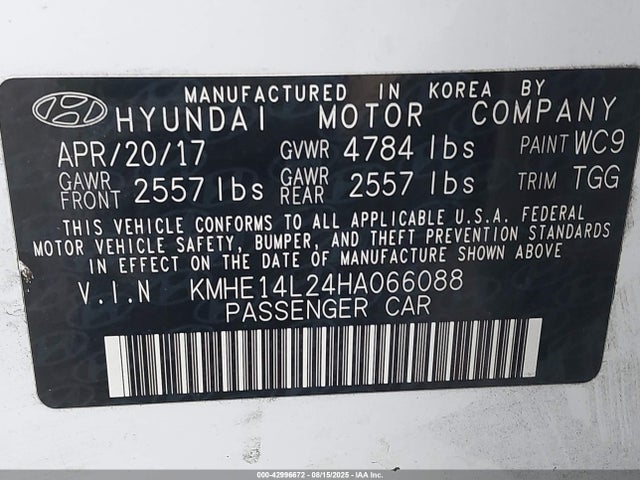 MANUFACTURED IN KOREA BY
HYUNDAI MOTOR COMPANY
APR/20/17 GVWR 4784 lbs PAINT WC9
GAWR FRONT 2557 lbs GAWR REAR 2557 lbs TRIM TGG
THIS VEHICLE CONFORMS TO ALL APPLICABLE U.S.A. FEDERAL
MOTOR VEHICLE SAFETY, BUMPER, AND THEFT PREVENTION STANDARDS
IN EFFECT ON THE DATE OF MANUFACTURE SHOWN ABOVE
V.I.N KMHE14L24HA066088
PASSENGER CAR
000-42996672 - 08/15/2025 - IAA Inc.